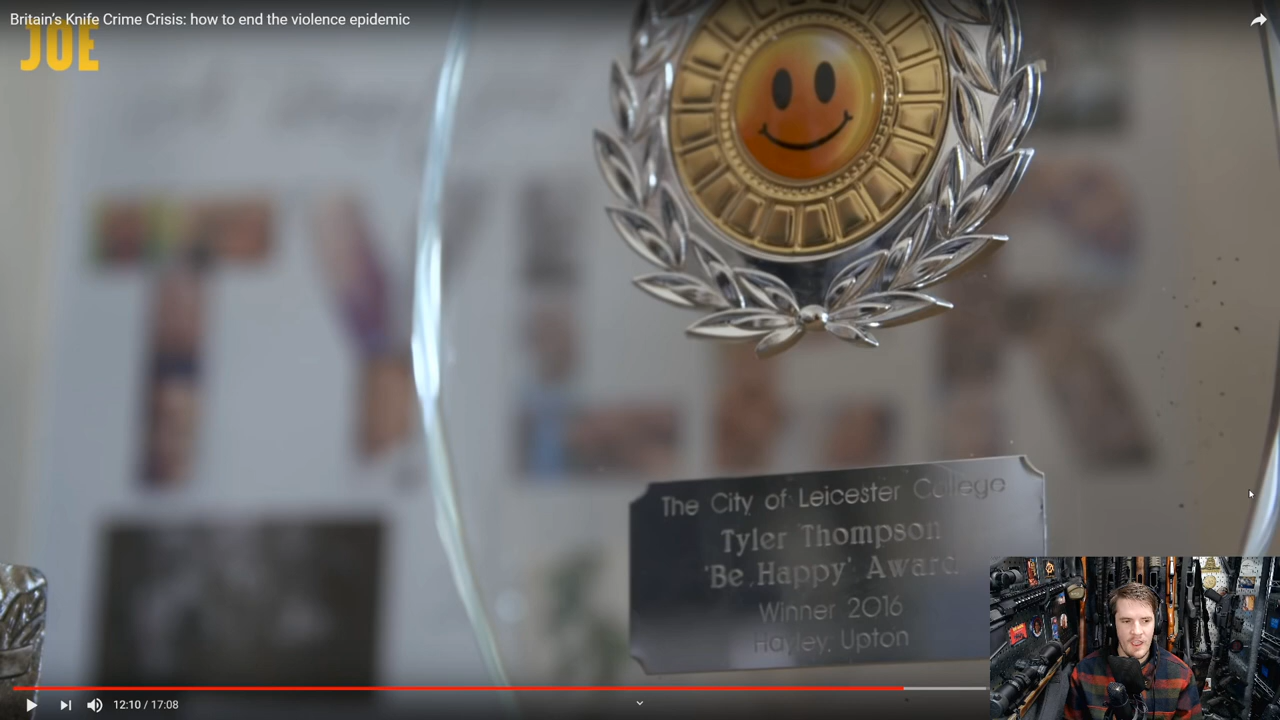 Britain's Knife Crime Crisis: how to end the violence epidemic
JOE
TYLER
The City of Leicester College
Tyler Thompson
'Be Happy' Award
Winner 2016
Hayley Upton
12:10 / 17:08